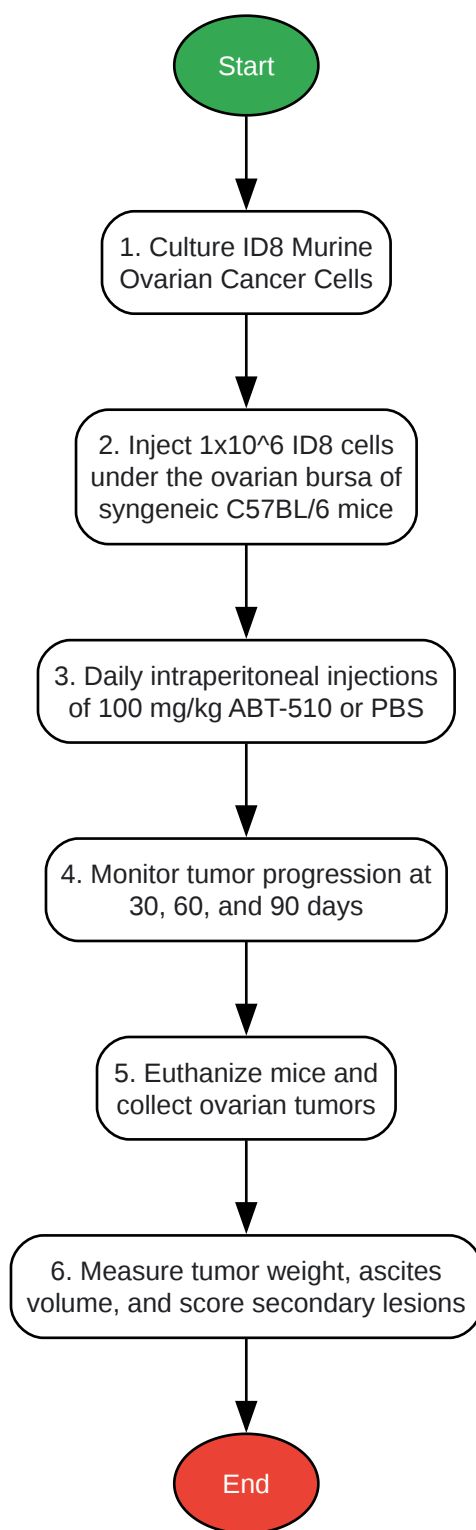 Start
1. Culture ID8 Murine
Ovarian Cancer Cells
2. Inject 1x10^6 ID8 cells
under the ovarian bursa of
syngeneic C57BL/6 mice
3. Daily intraperitoneal injections
of 100 mg/kg ABT-510 or PBS
4. Monitor tumor progression at
30, 60, and 90 days
5. Euthanize mice and
collect ovarian tumors
6. Measure tumor weight, ascites
volume, and score secondary lesions
End